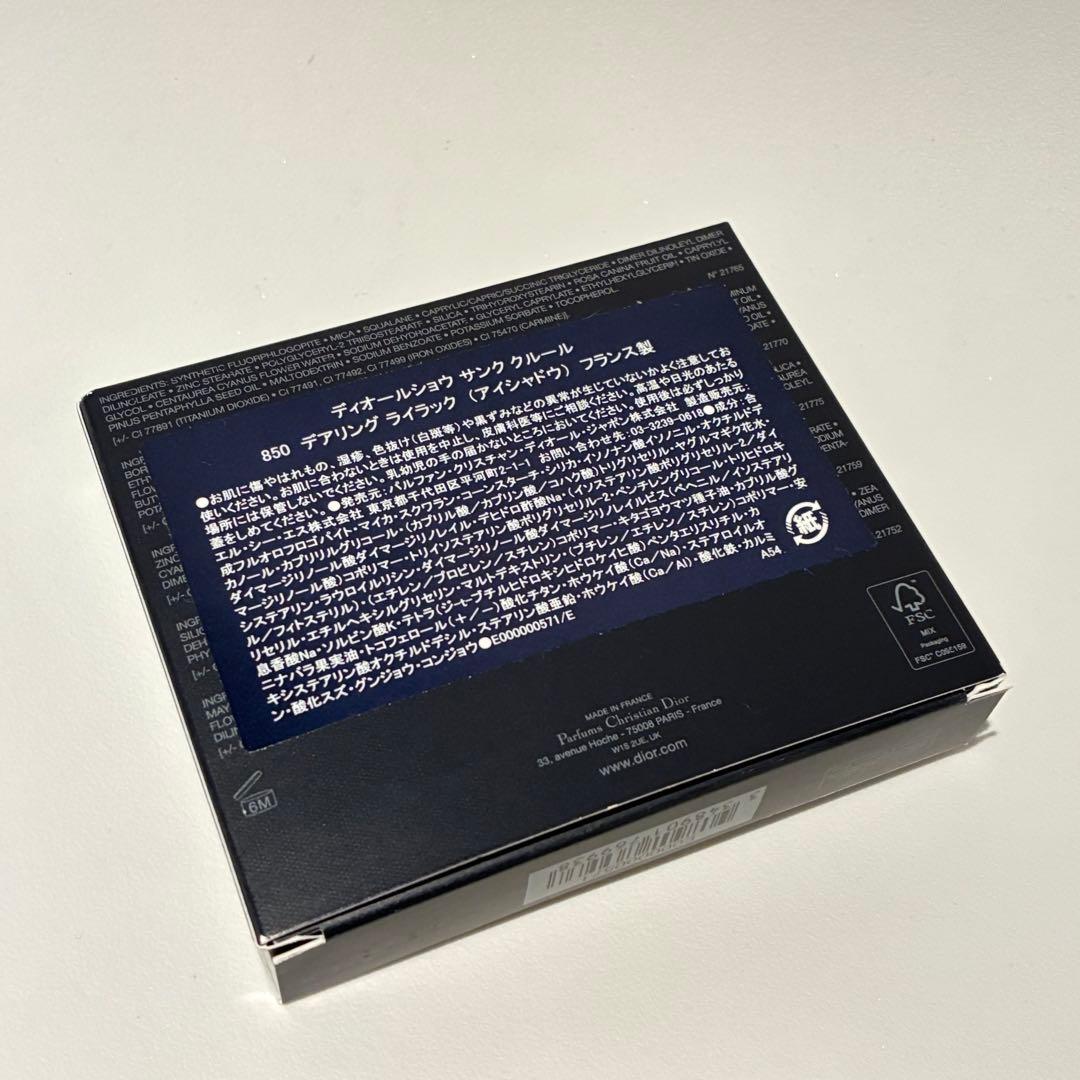 INGREDIENTS: SYNTHETIC FLUORPHLOGOPITE • MICA • SQUALANE • CAPRYLIC/CAPRIC/SUCCINIC TRIGLYCERIDE • DIMER DILINOLEYL DIMER
DILINOLEATE • ZINC STEARATE • POLYGLYCERYL-2 TRIISOSTEARATE • SILICA • TRIHYDROXYSTEARIN • ROSA CANINA FRUIT OIL • CAPRYLYL
GLYCOL • CENTAUREA CYANUS FLOWER WATER • SODIUM DEHYDROACETATE • GLYCERYL CAPRYLATE • ETHYLHEXYLGLYCERIN • TIN OXIDE •
PINUS PENTAPHYLLA SEED OIL • MALTODEXTRIN • SODIUM BENZOATE • POTASSIUM SORBATE • TOCOPHEROL.
[+/- CI 77891 (TITANIUM DIOXIDE) • CI 77491, CI 77492, CI 77499 (IRON OXIDES) • CI 75470 (CARMINE)].
N° 21765
21770
21775
21759
21752
ディオールショウ サンク クルール
850 デアリング ライラック (アイシャドウ) フランス製
●お肌に傷やはれもの、湿疹、色抜け(白斑等)や黒ずみなどの異常が生じていないかよく注意してお
使いください。お肌に合わないときは使用を中止し、皮膚科医等にご相談ください。高温や日光のあたる
場所には保管しないでください。乳幼児の手の届かないところにおいてください。使用後は必ずしっかり
蓋をしめてください。●発売元:パルファン・クリスチャン・ディオール・ジャポン株式会社 製造販売元:
エル・シー・エス株式会社 東京都千代田区平河町2-1-1 お問い合わせ先:03-3239-0618●成分:合
成フルオロフロゴパイト・マイカ・スクワラン・コーンスターチ・シリカ・イソノナン酸イソノニル・オクチルドデ
カノール・カプリリルグリコール・(カプリル酸/カプリン酸/コハク酸)トリグリセリル・ヤグルマギク花水・
ダイマージリノール酸ダイマージリノレイル・デヒドロ酢酸Na・(イソステアリン酸ポリグリセリル-2/ダイ
マージリノール酸)コポリマー・トリイソステアリン酸ポリグリセリル-2・ペンチレングリコール・トリヒドロキ
システアリン・ラウロイルリシン・ダイマージリノール酸ダイマージリノレイルビス(ベヘニル/イソステアリ
ル/フィトステリル)・(エチレン/プロピレン/スチレン)コポリマー・キタゴヨウマツ種子油・カプリル酸グ
リセリル・エチルヘキシルグリセリン・マルトデキストリン・(ブチレン/エチレン/スチレン)コポリマー・安
息香酸Na・ソルビン酸K・テトラ(ジ-t-ブチルヒドロキシヒドロケイヒ酸)ペンタエリスリチル・カ
ニナバラ果実油・トコフェロール(+/-)酸化チタン・ホウケイ酸(Ca/Na)・ステアロイルオ
キシステアリン酸オクチルドデシル・ステアリン酸亜鉛・ホウケイ酸(Ca/Al)・酸化鉄・カルミ
ン・酸化スズ・グンジョウ・コンジョウ●E000000571/E
紙
A54
FSC
MIX
Packaging
FSC™ C095159
MADE IN FRANCE
Parfums Christian Dior
33, avenue Hoche - 75008 PARIS - France
W1S 2UE, UK
www.dior.com
6M